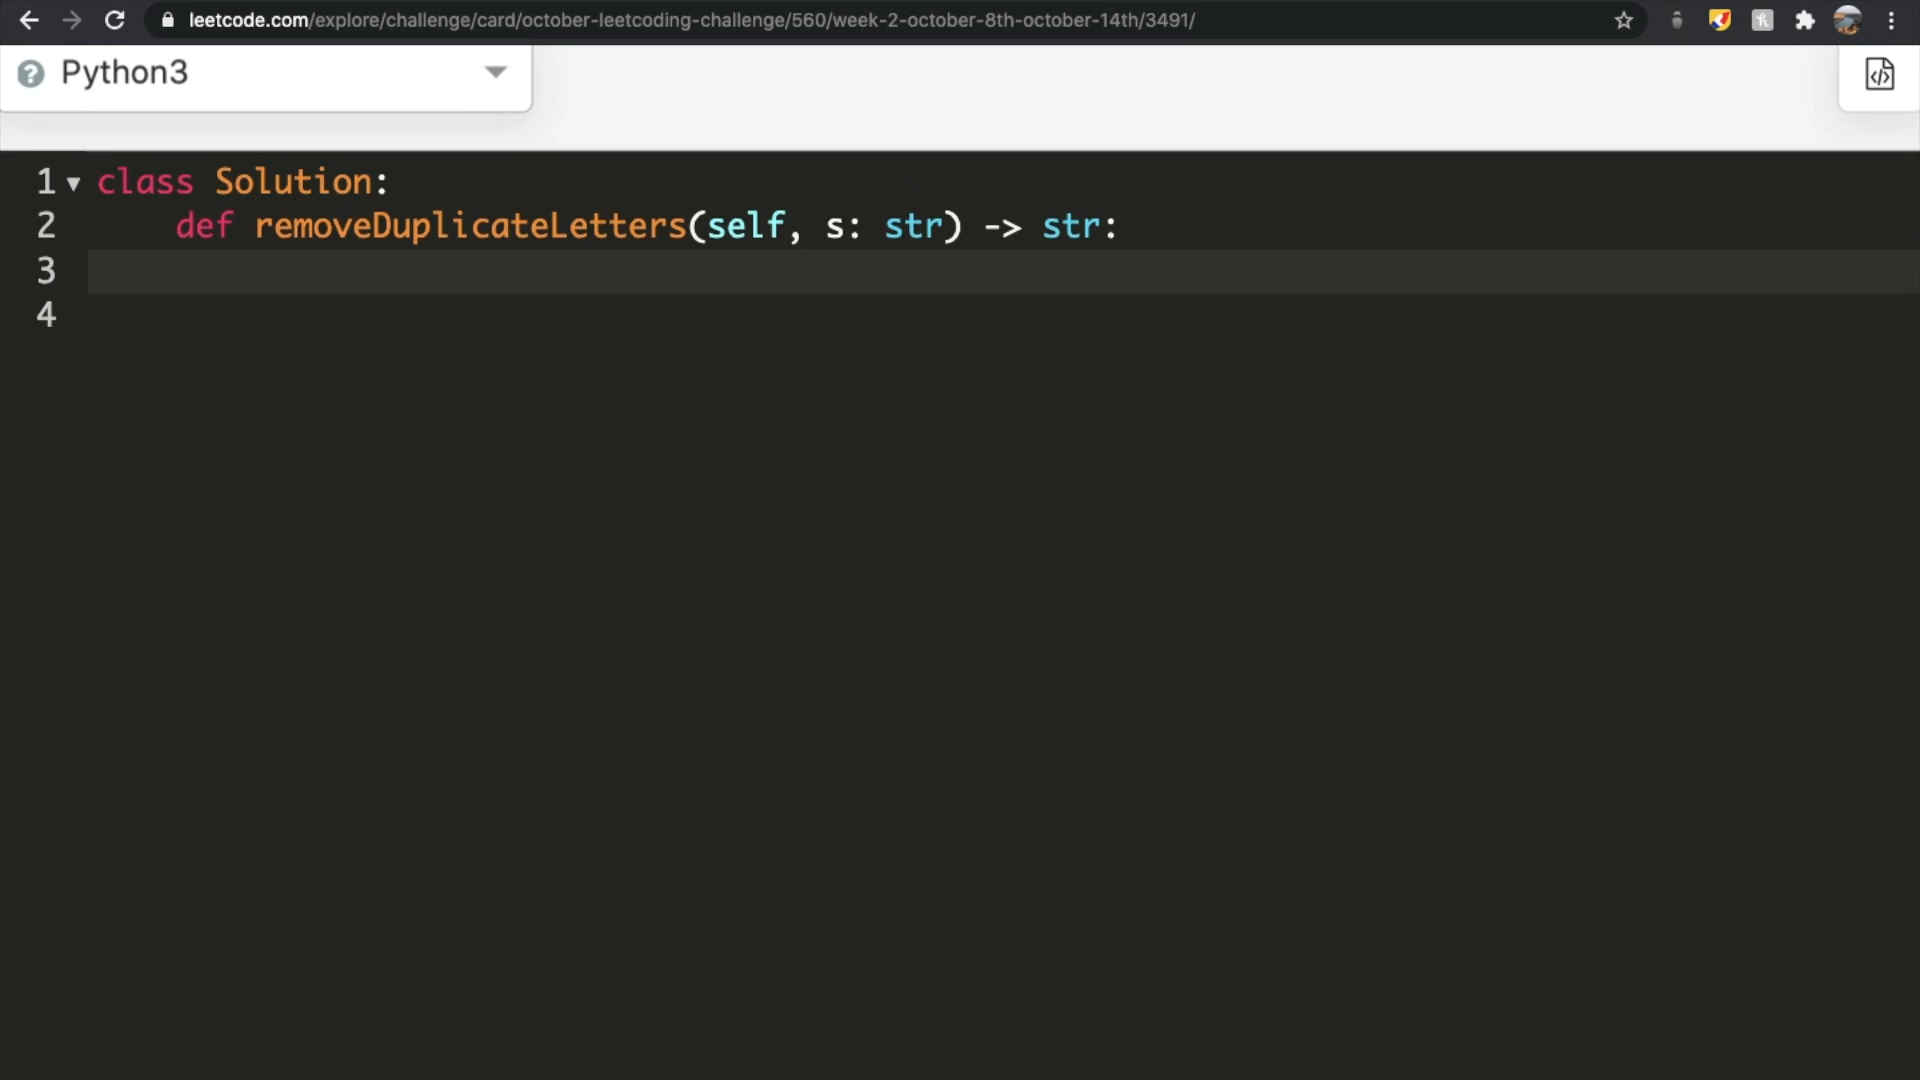 leetcode.com/explore/challenge/card/october-leetcoding-challenge/560/week-2-october-8th-october-14th/3491/
? Python3
1 class Solution:
2 def removeDuplicateLetters(self, s: str) -> str:
3
4